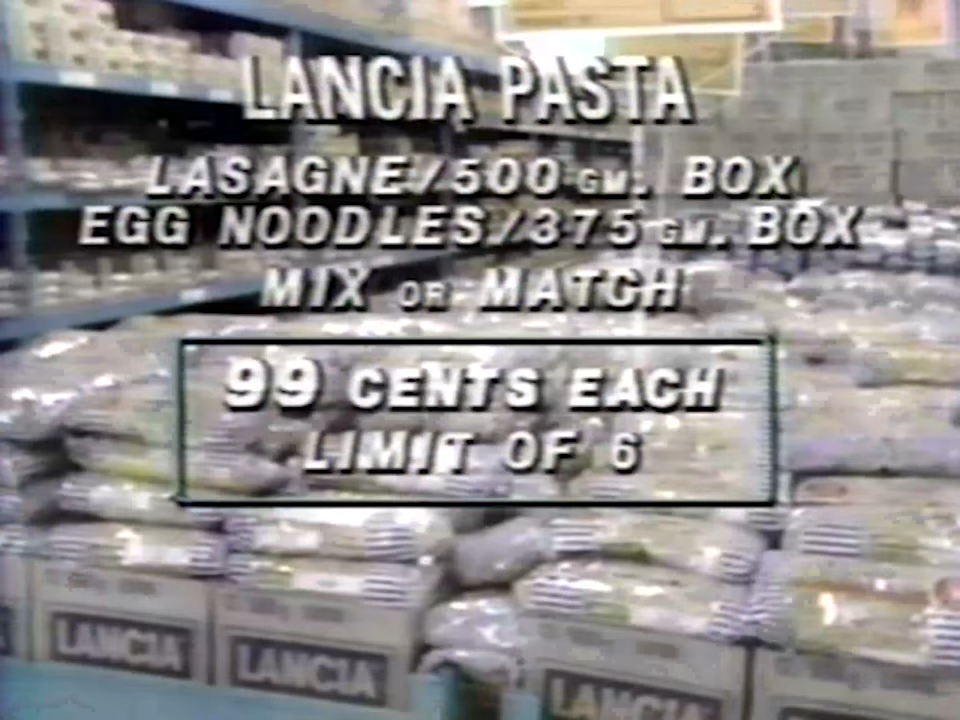 LANCIA PASTA
LASAGNE/500 GM. BOX
EGG NOODLES/375 GM. BOX
MIX OR MATCH
99 CENTS EACH
LIMIT OF 6
LANCIA
LANCIA
LANCIA